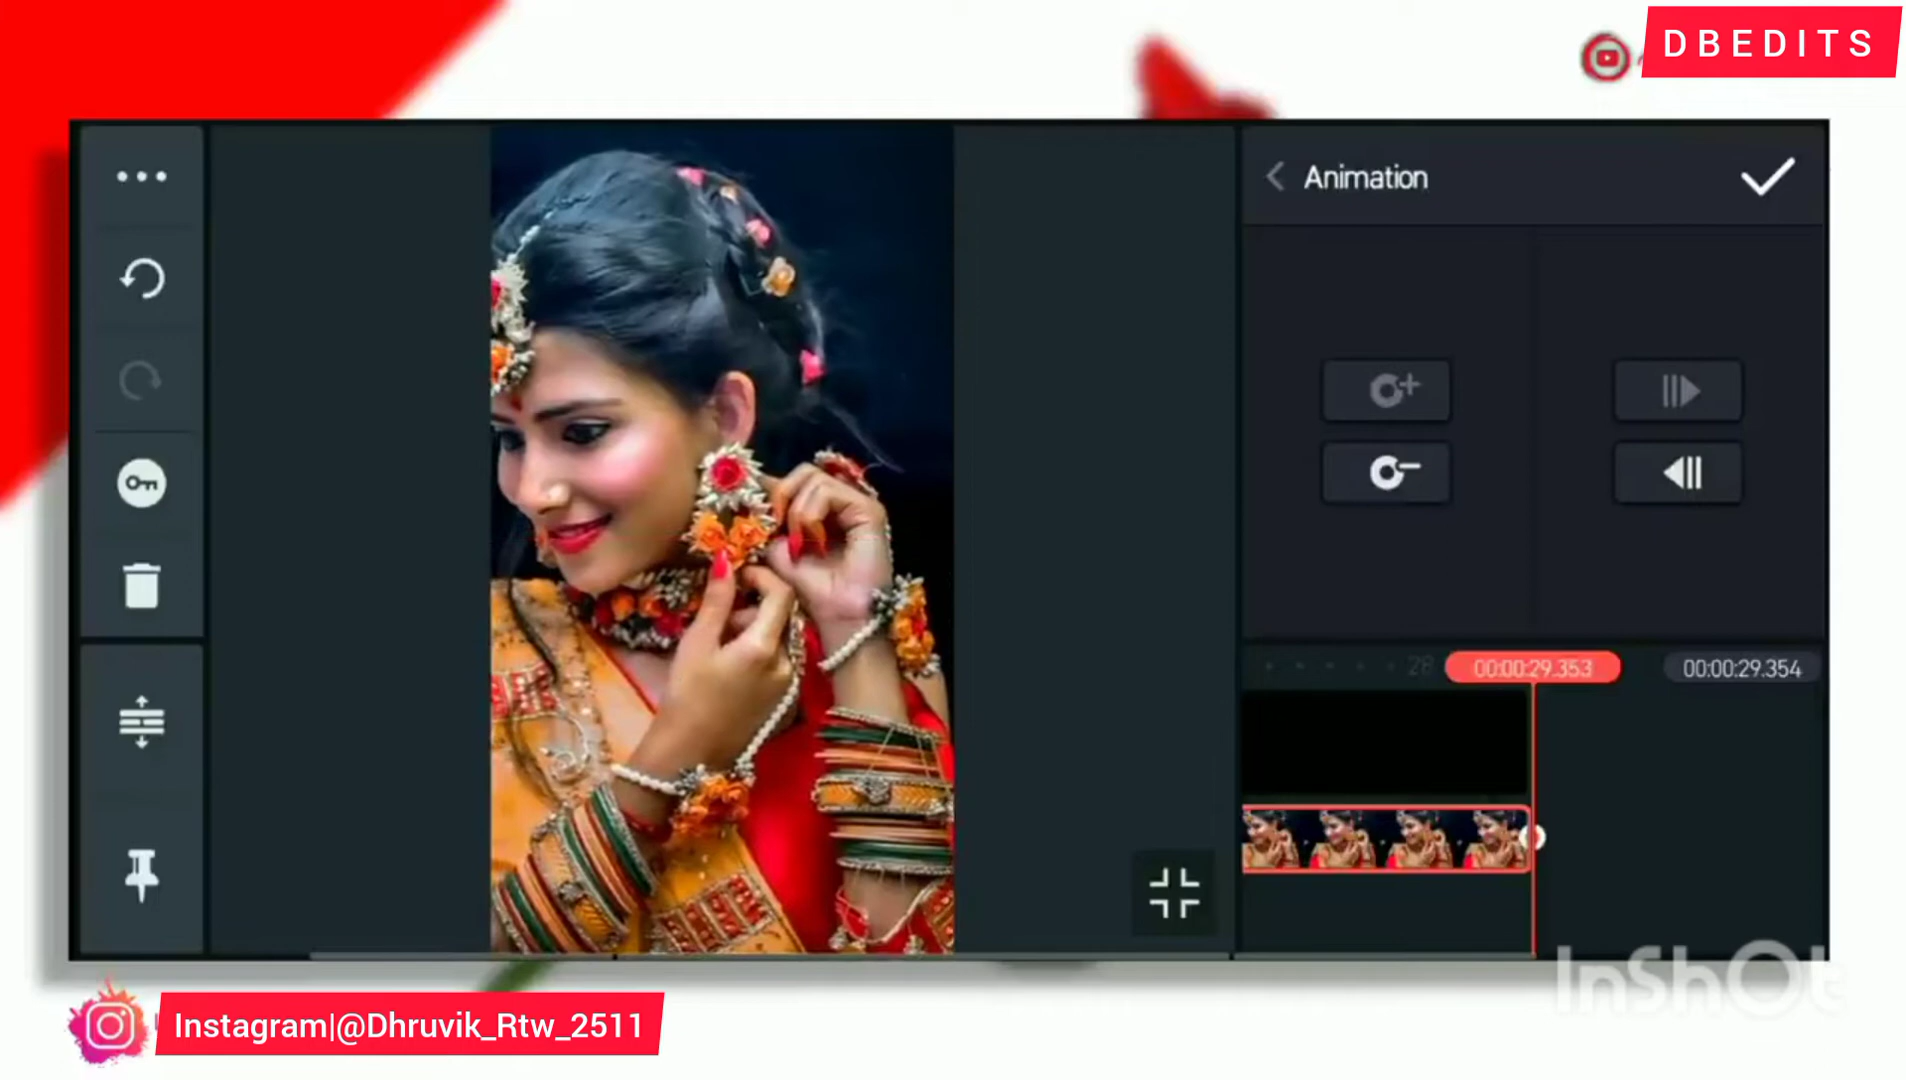 DBEDITS
Animation
28
00:00:29.353
00:00:29.354
InShOt
Instagram|@Dhruvik_Rtw_2511